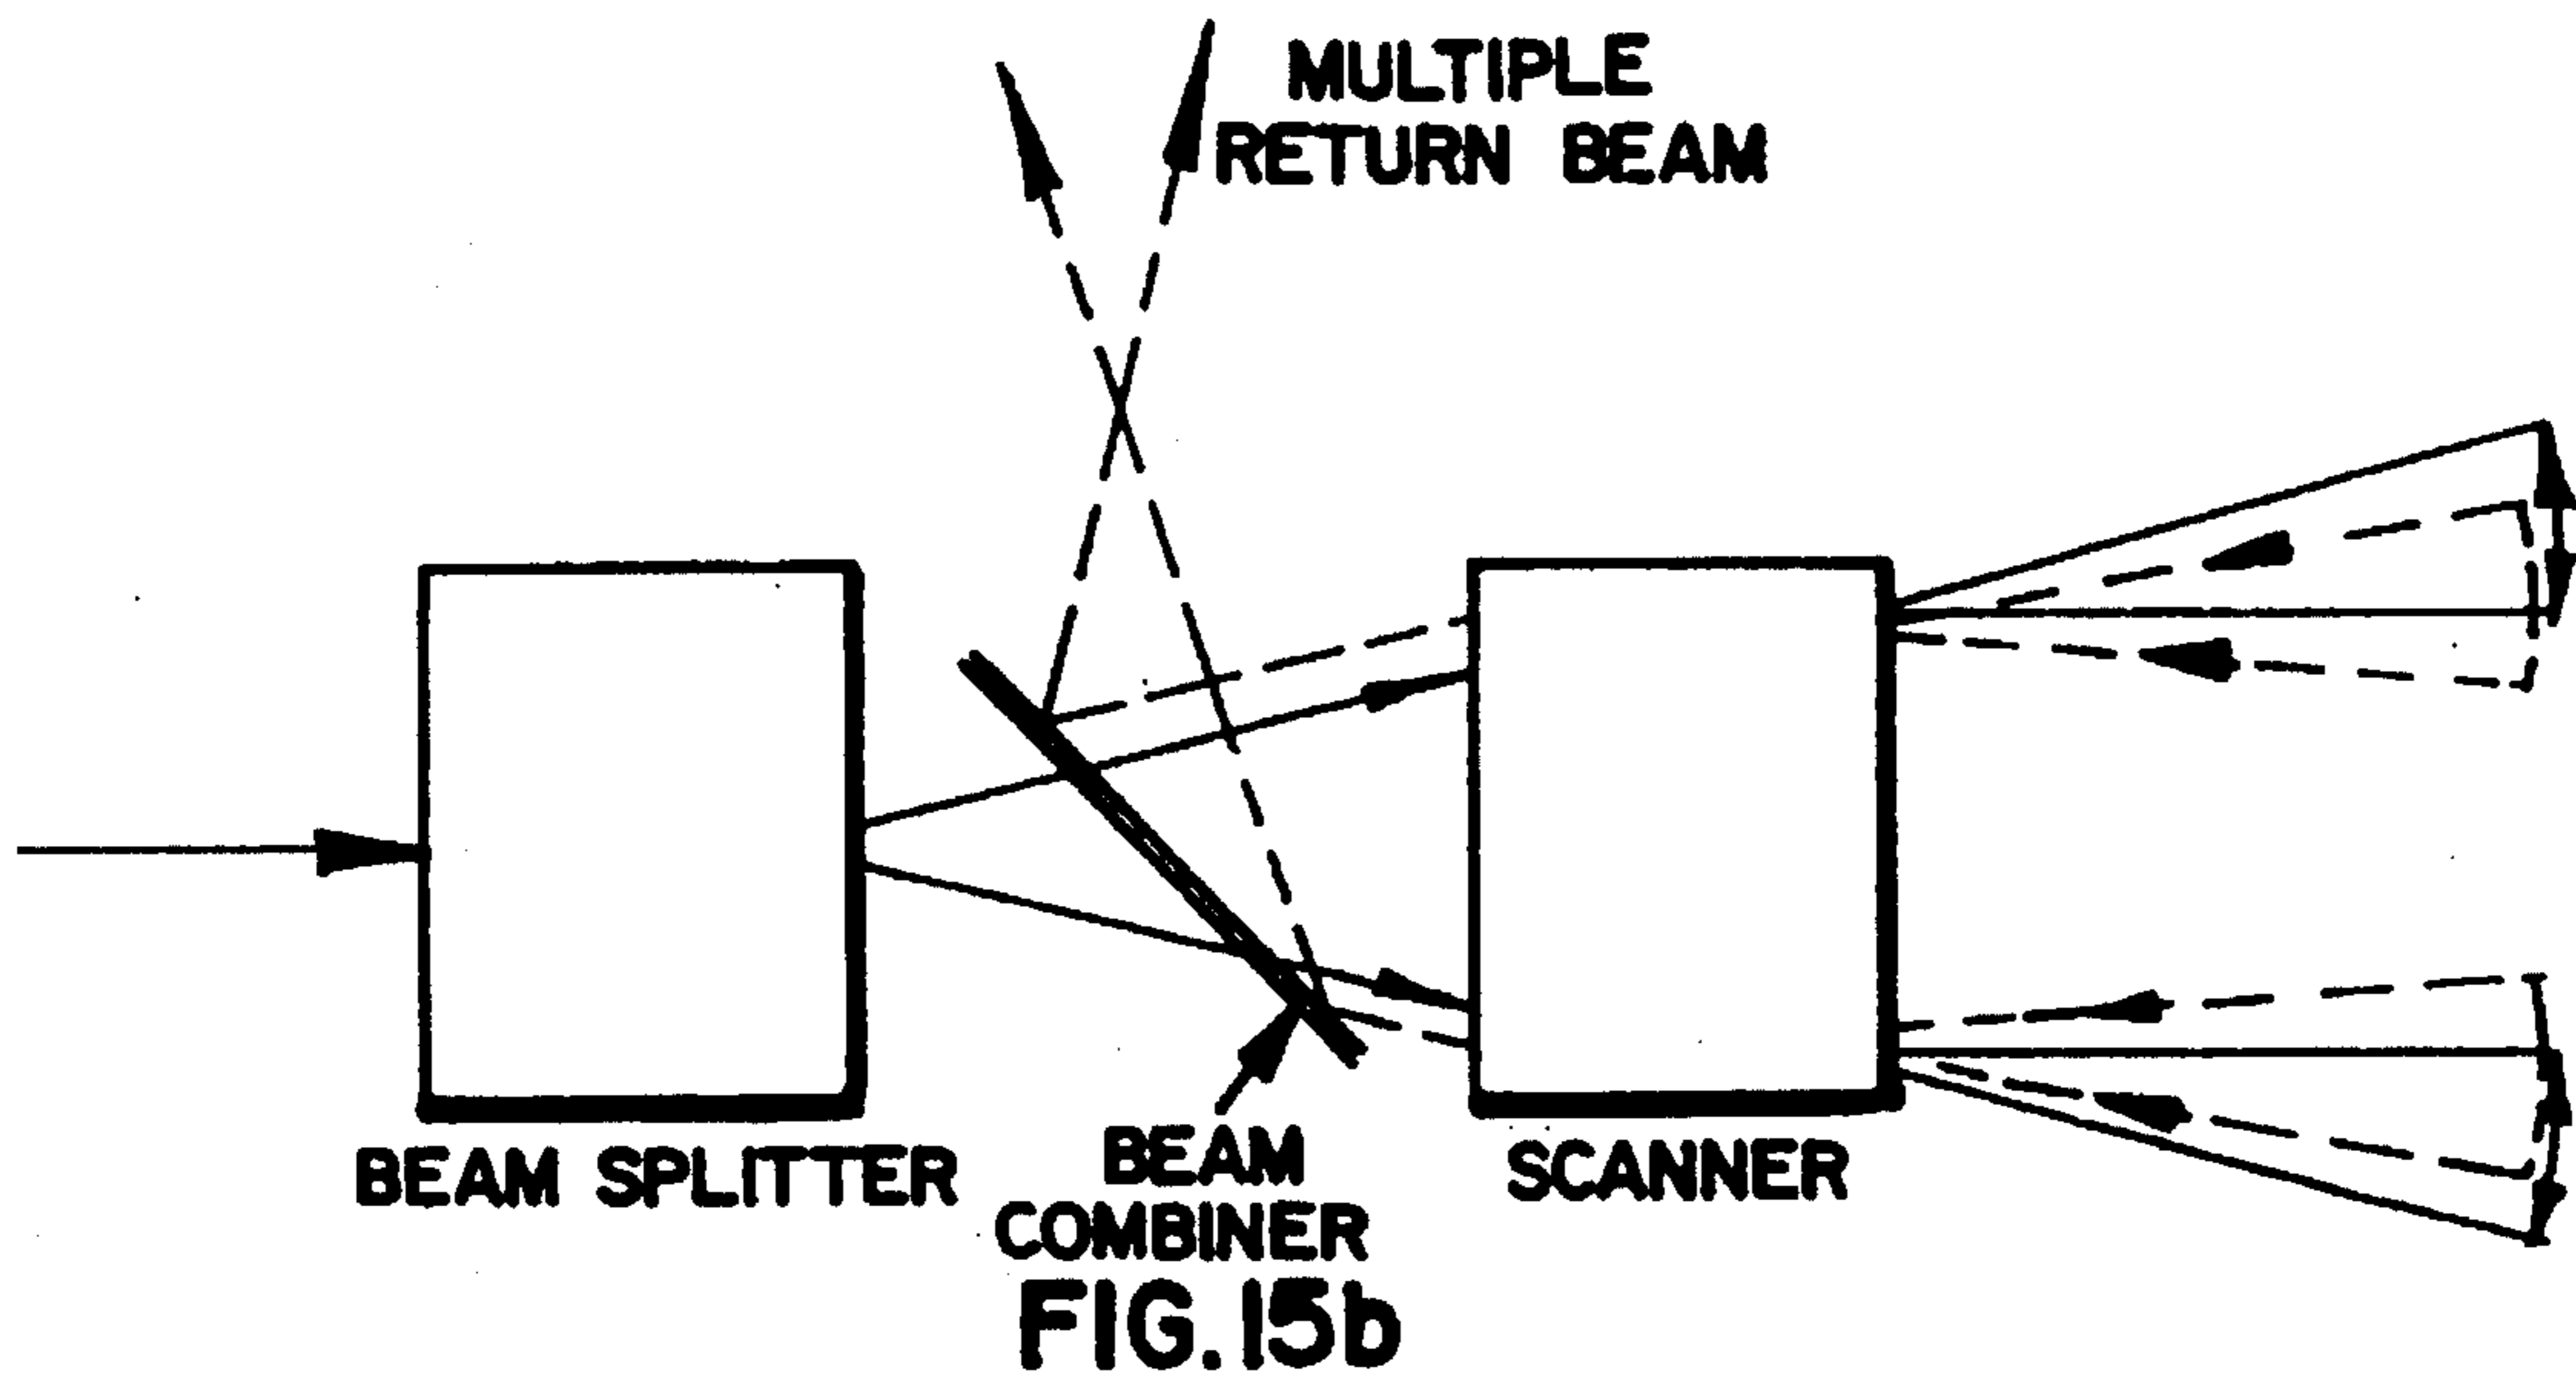 MULTIPLE
RETURN BEAM
BEAM SPLITTER
BEAM
COMBINER
SCANNER
FIG.15b